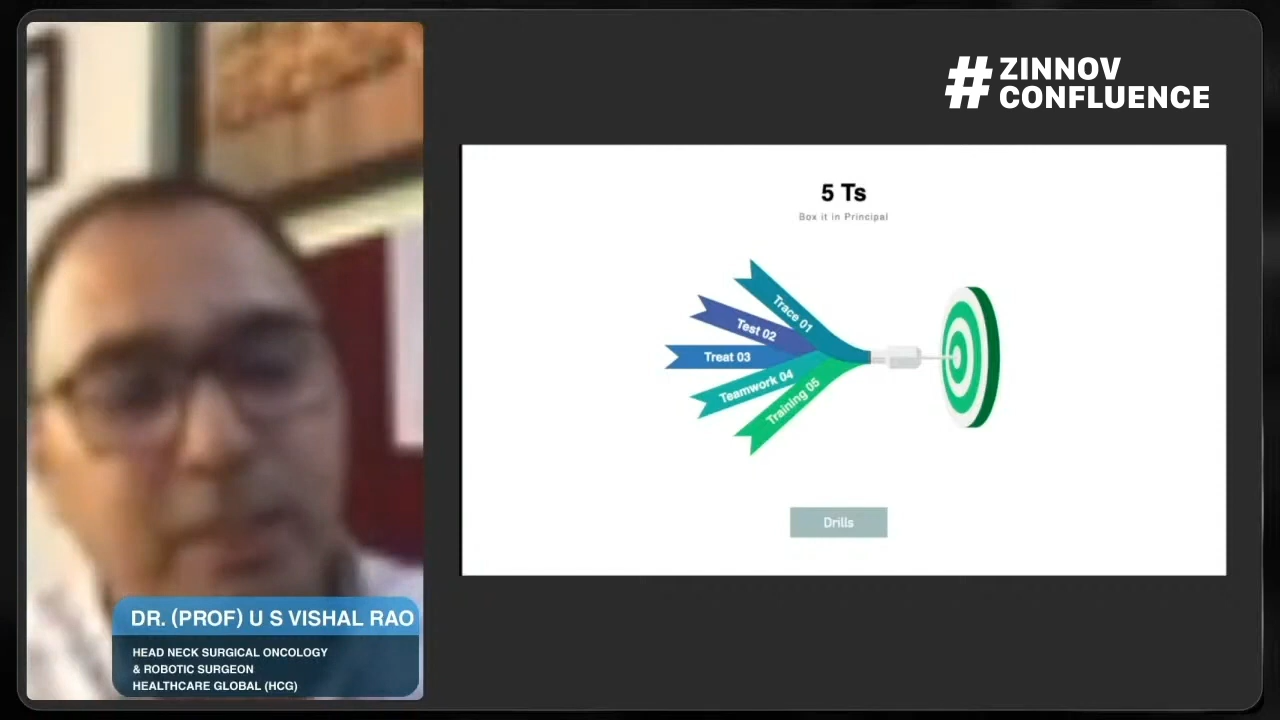 # ZINNOV
CONFLUENCE
5 Ts
Box it in Principal
Trace 01
Test 02
Treat 03
Teamwork 04
Training 05
Drills
DR. (PROF) U S VISHAL RAO
HEAD NECK SURGICAL ONCOLOGY
& ROBOTIC SURGEON
HEALTHCARE GLOBAL (HCG)